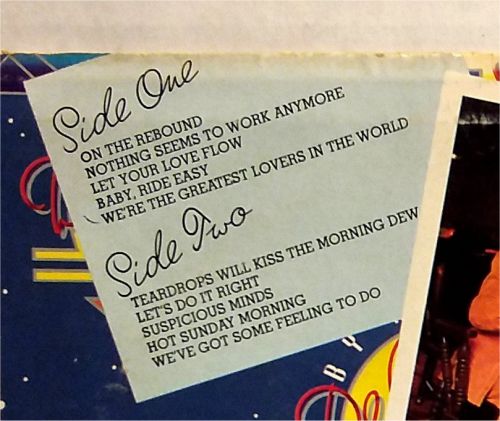 Side One
ON THE REBOUND
NOTHING SEEMS TO WORK ANYMORE
LET YOUR LOVE FLOW
BABY, RIDE EASY
WE'RE THE GREATEST LOVERS IN THE WORLD
Side Two
TEARDROPS WILL KISS THE MORNING DEW
LET'S DO IT RIGHT
SUSPICIOUS MINDS
HOT SUNDAY MORNING
WE'VE GOT SOME FEELING TO DO
BY